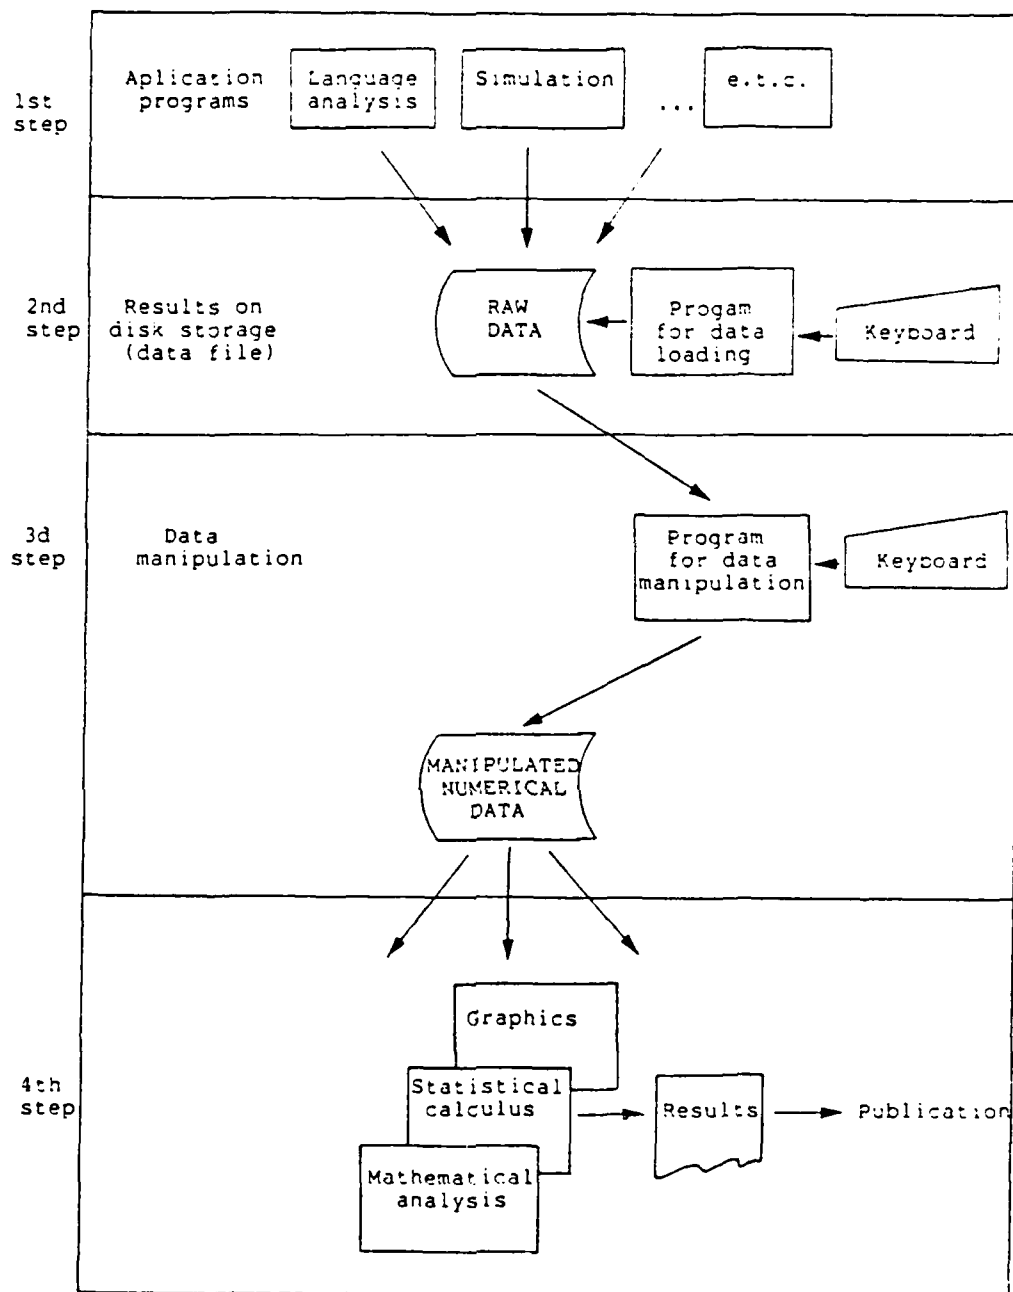 1st
step
Aplication
programs
Language
analysis
Simulation
...
e.t.c.
2nd
step
Results on
disk storage
(data file)
RAW
DATA
Progam
for data
loading
Keyboard
3d
step
Data
manipulation
Program
for data
manipulation
Keyboard
MANIPULATED
NUMERICAL
DATA
4th
step
Graphics
Statistical
calculus
Mathematical
analysis
Results
Publication